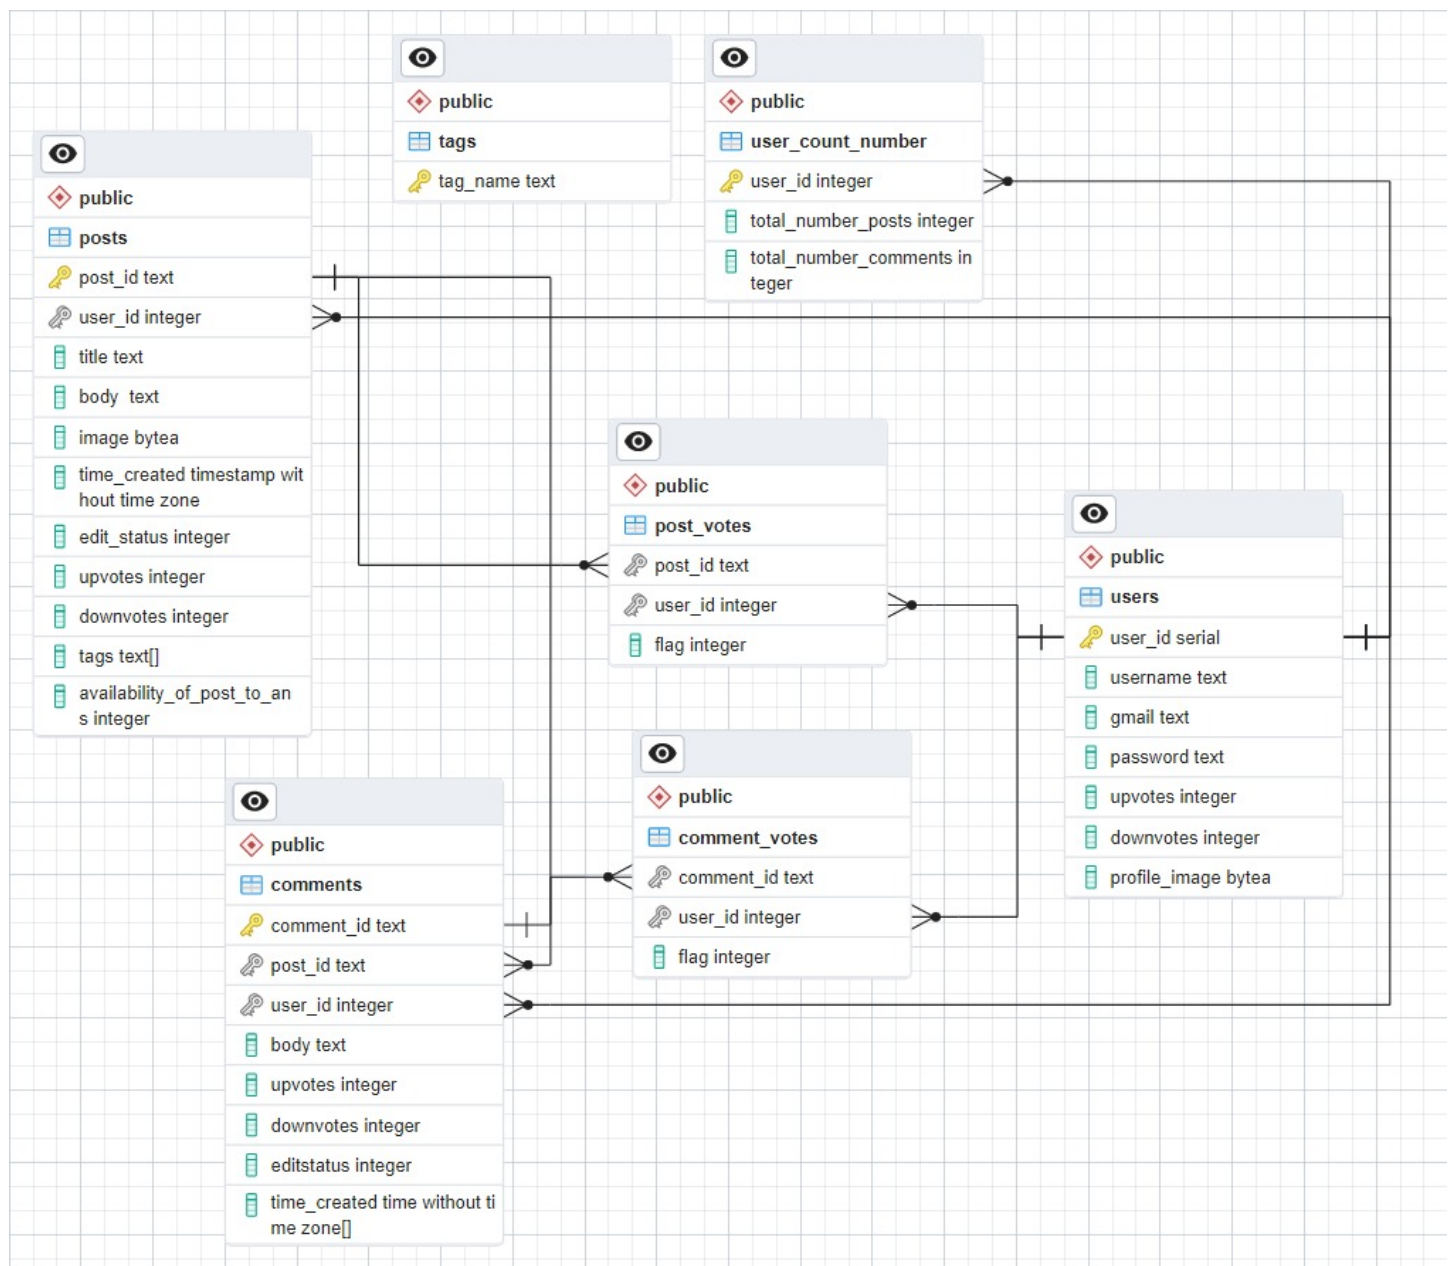 public
tags
tag_name text
public
user_count_number
user_id integer
total_number_posts integer
total_number_comments in
teger
public
posts
post_id text
user_id integer
title text
body  text
image bytea
time_created timestamp wit
hout time zone
edit_status integer
upvotes integer
downvotes integer
tags text[]
availability_of_post_to_an
s integer
public
post_votes
post_id text
user_id integer
flag integer
public
users
user_id serial
username text
gmail text
password text
upvotes integer
downvotes integer
profile_image bytea
public
comment_votes
comment_id text
user_id integer
flag integer
public
comments
comment_id text
post_id text
user_id integer
body text
upvotes integer
downvotes integer
editstatus integer
time_created time without ti
me zone[]